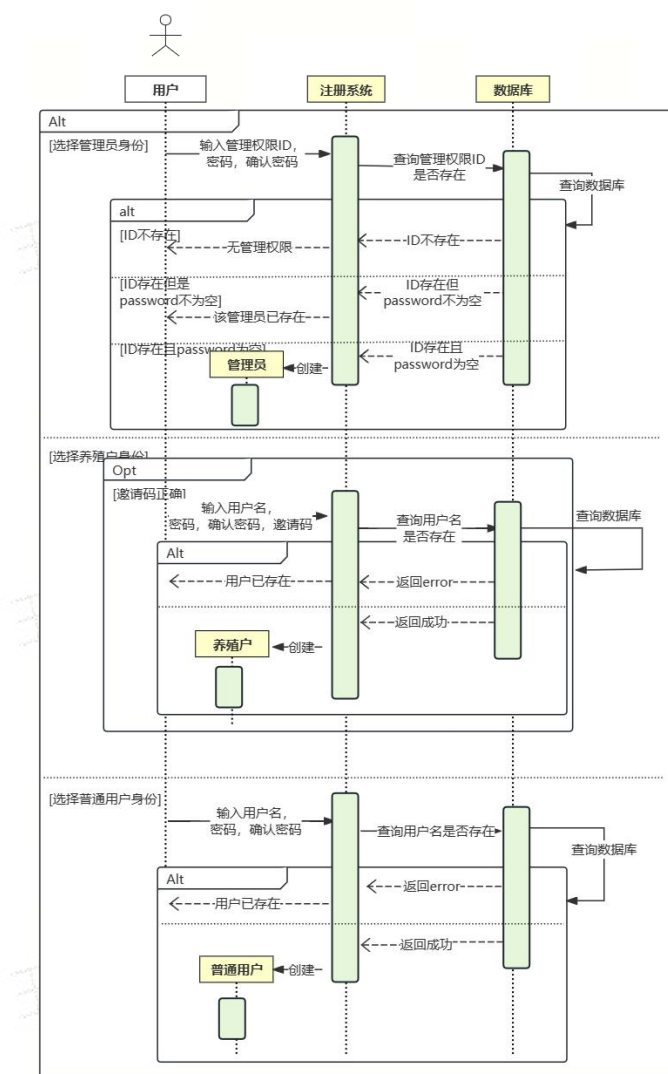 用户
注册系统
数据库
Alt
[选择管理员身份]
输入管理权限ID,
密码，确认密码
查询管理权限ID
是否存在
查询数据库
alt
[ID不存在]
无管理权限
ID不存在
[ID存在但是
password不为空]
ID存在但
password不为空
该管理员已存在
[ID存在且password为空]
ID存在且
password为空
管理员
创建
[选择养殖户身份]
Opt
[邀请码正确]
输入用户名，
密码，确认密码，邀请码
查询用户名
是否存在
查询数据库
Alt
用户已存在
返回error
返回成功
养殖户
创建
[选择普通用户身份]
输入用户名，
密码，确认密码
查询用户名是否存在
查询数据库
Alt
返回error
用户已存在
返回成功
普通用户
创建